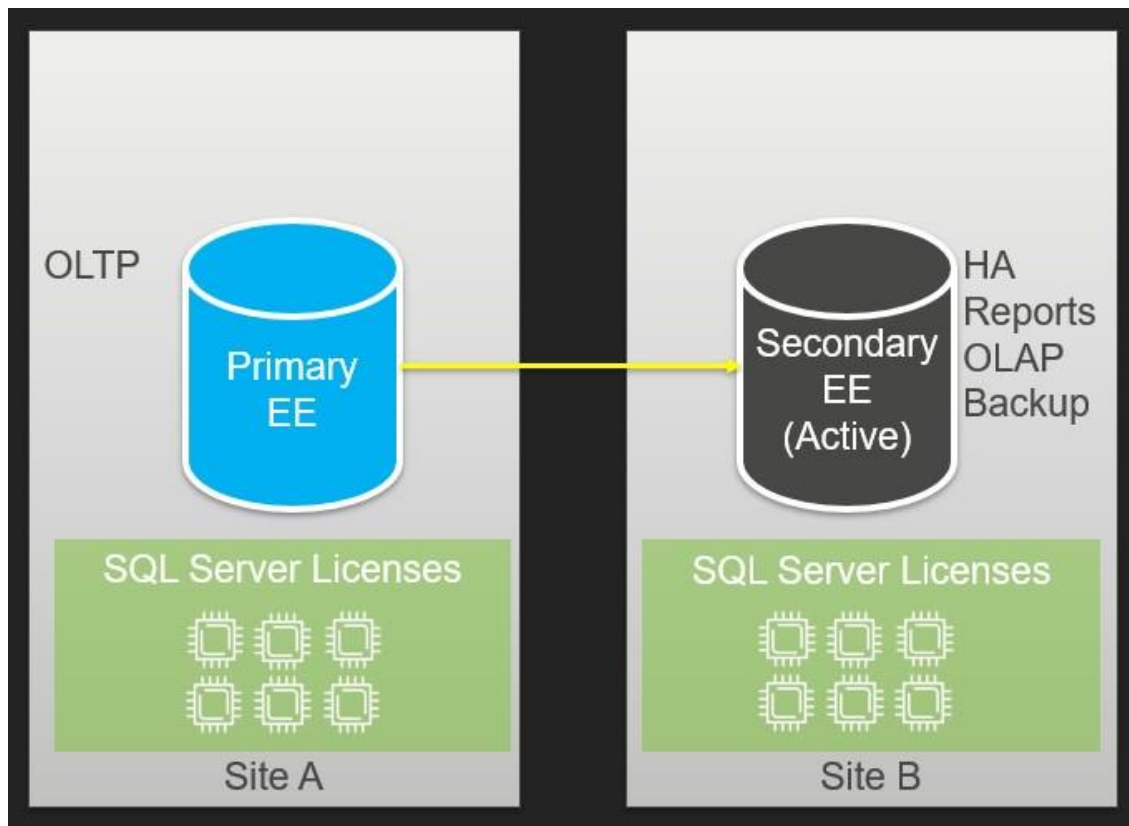 OLTP
Primary
EE
SQL Server Licenses
Site A
Secondary
EE
(Active)
HA
Reports
OLAP
Backup
SQL Server Licenses
Site B